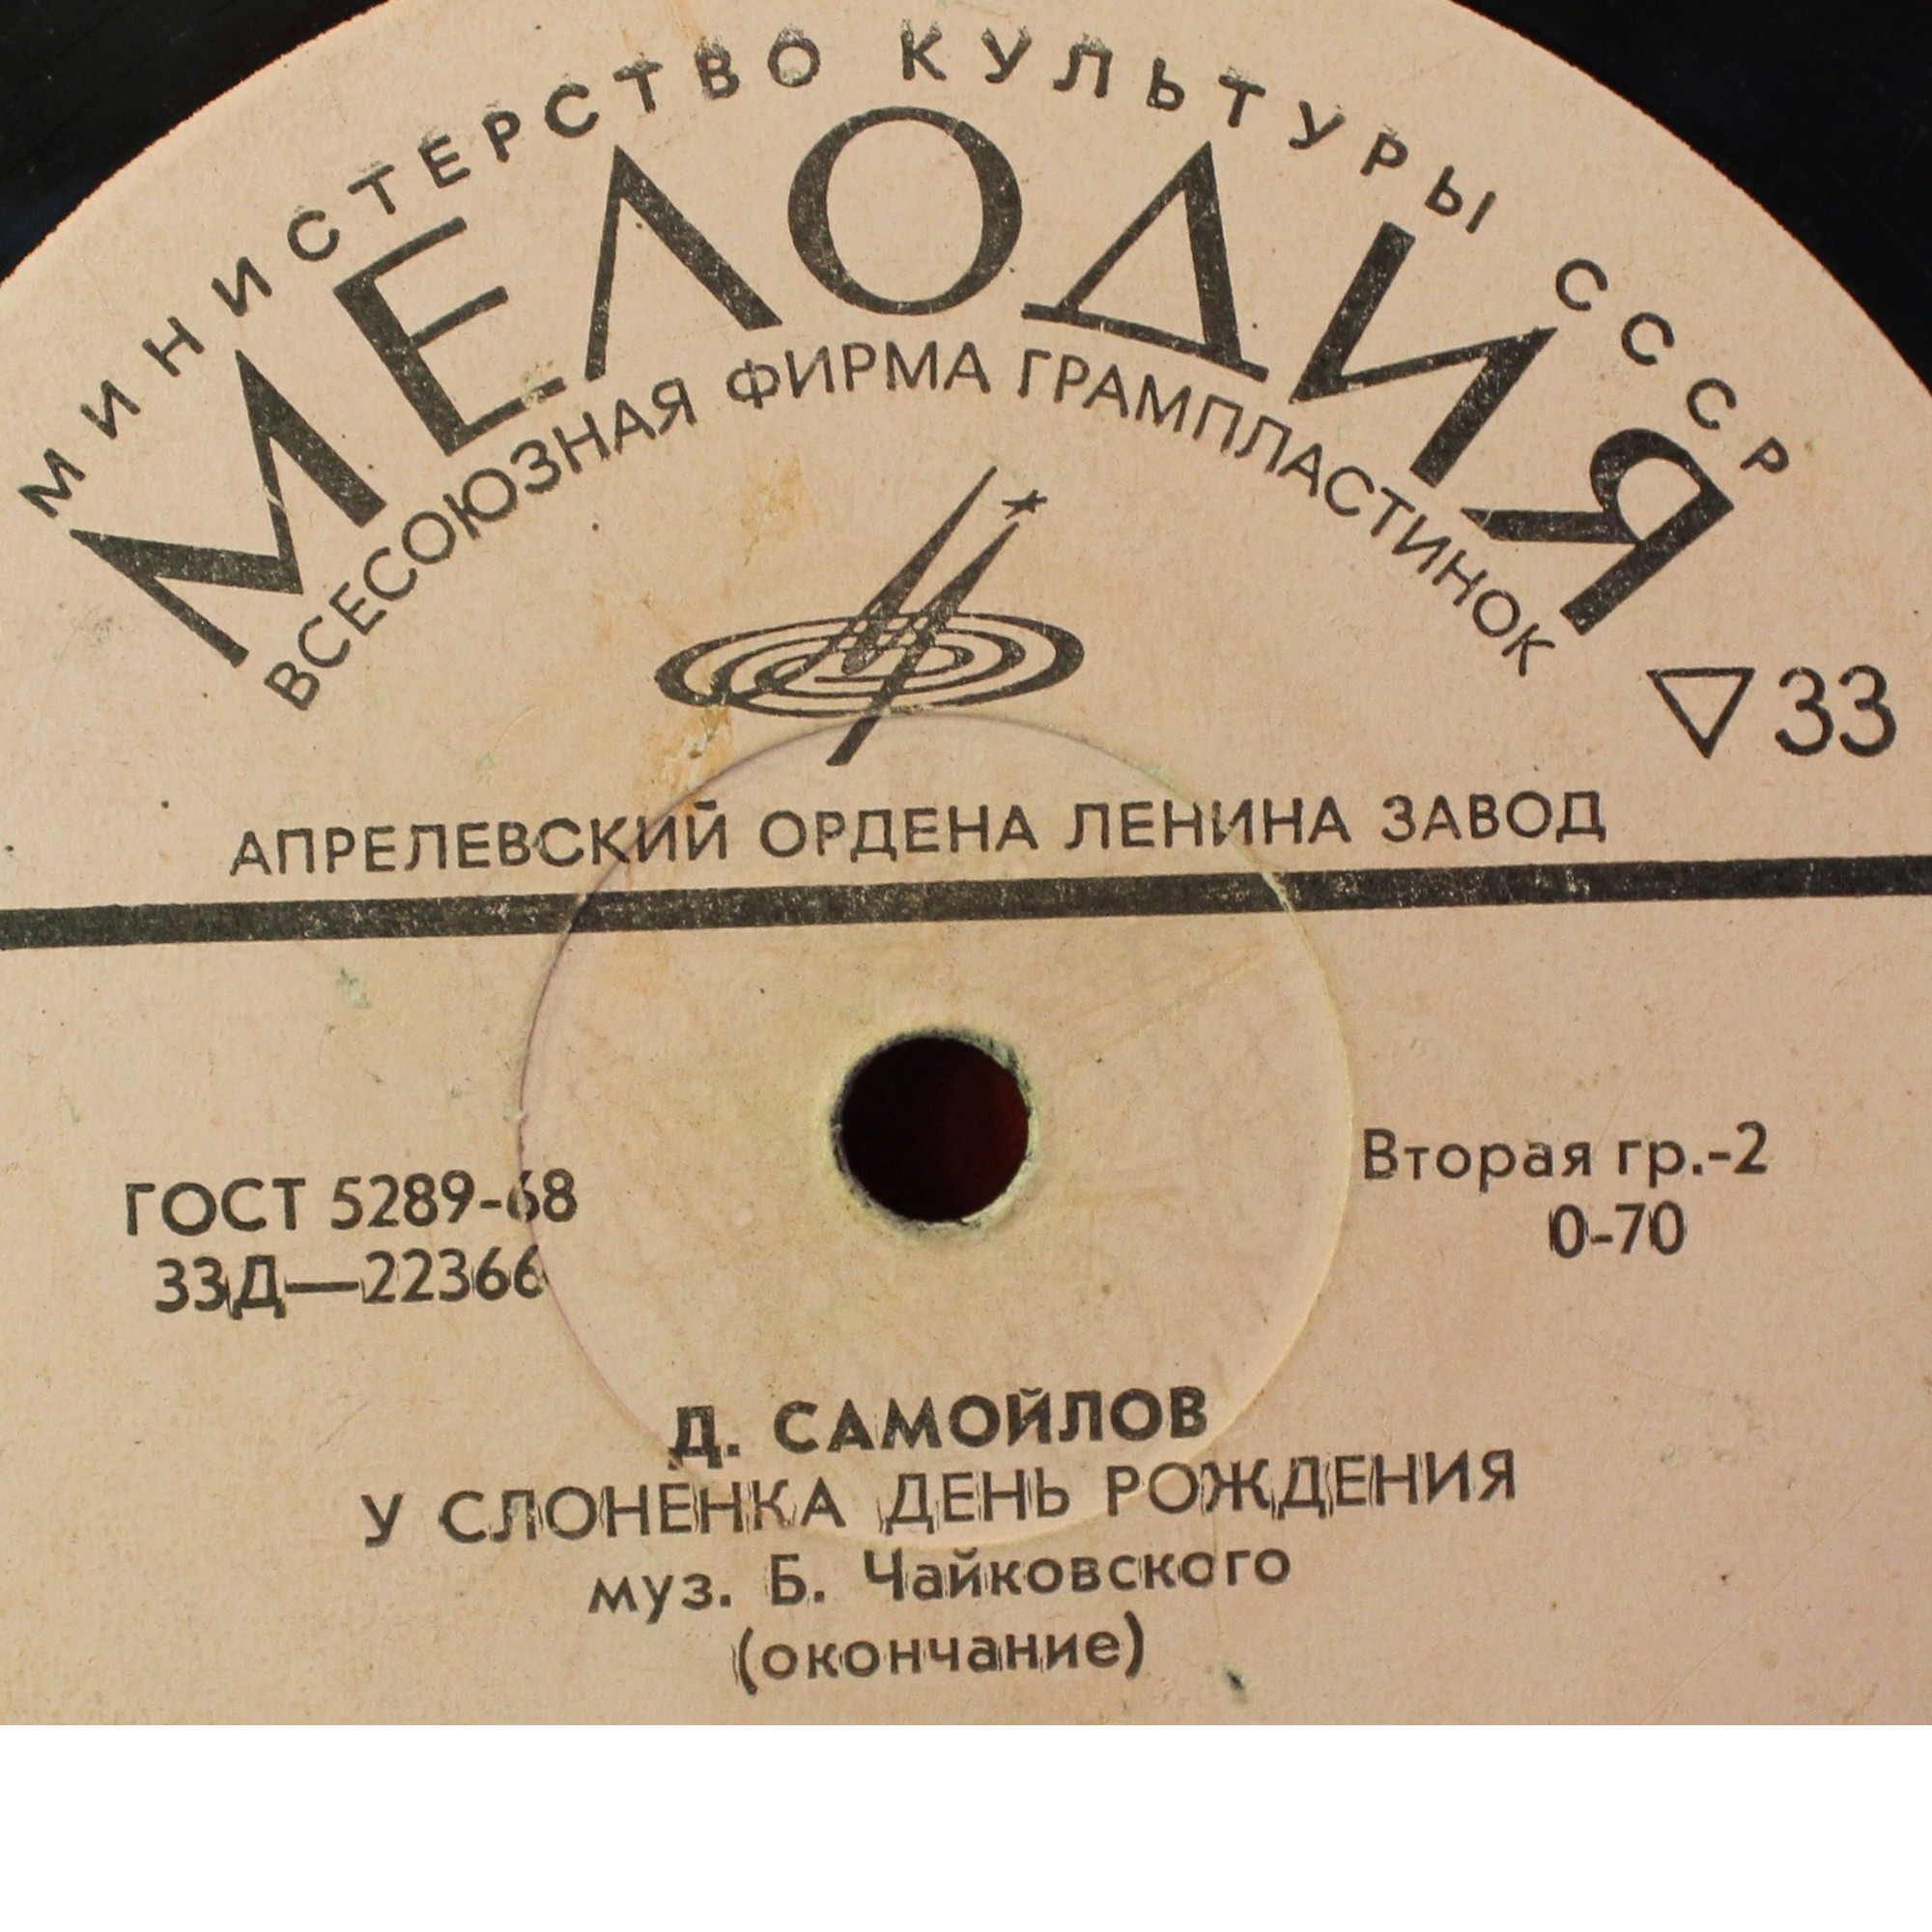 МИНИСТЕРСТВО КУЛЬТУРЫ СССР
МЕЛОДИЯ
ВСЕСОЮЗНАЯ ФИРМА ГРАМПЛАСТИНОК
▽33
АПРЕЛЕВСКИЙ ОРДЕНА ЛЕНИНА ЗАВОД
ГОСТ 5289-68
33Д—22366
Вторая гр.-2
0-70
Д. САМОЙЛОВ
У СЛОНЁНКА ДЕНЬ РОЖДЕНИЯ
муз. Б. Чайковского
(окончание)